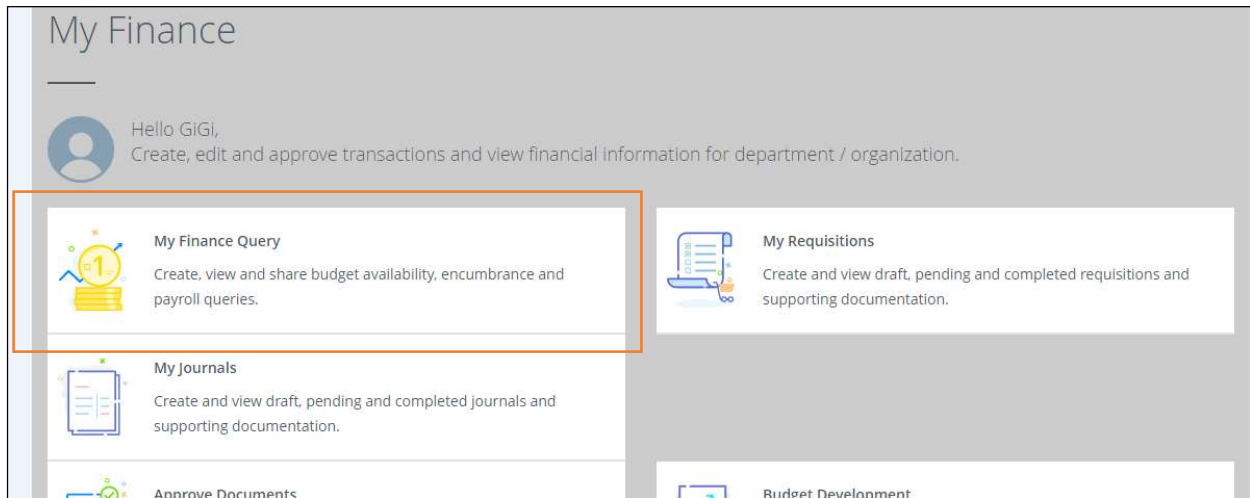 My Finance
Hello GiGi,
Create, edit and approve transactions and view financial information for department / organization.
1
My Finance Query
Create, view and share budget availability, encumbrance and
payroll queries.
My Requisitions
Create and view draft, pending and completed requisitions and
supporting documentation.
My Journals
Create and view draft, pending and completed journals and
supporting documentation.
Approve Documents
Budget Development